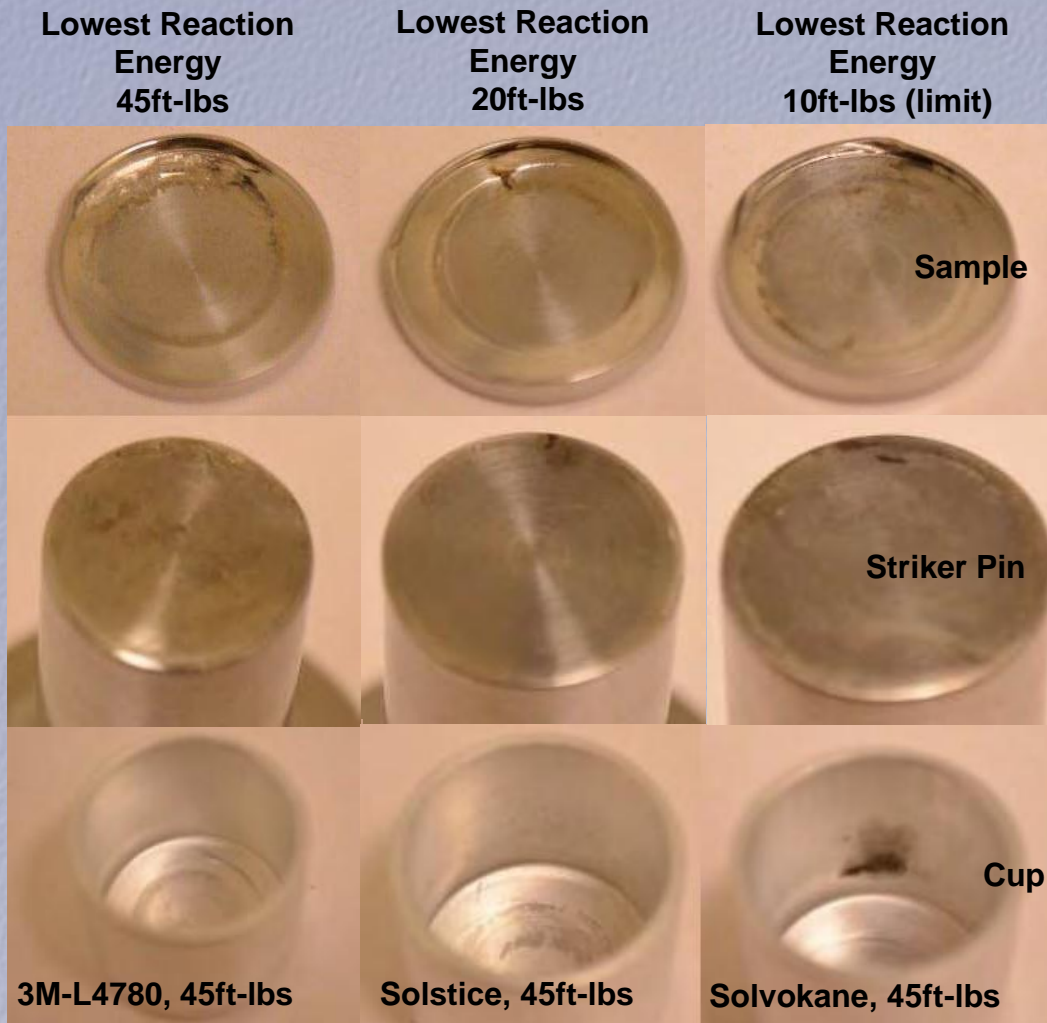 Lowest Reaction
Energy
45ft-lbs
Lowest Reaction
Energy
20ft-lbs
Lowest Reaction
Energy
10ft-lbs (limit)
Sample
Striker Pin
Cup
3M-L4780, 45ft-lbs
Solstice, 45ft-lbs
Solvokane, 45ft-lbs